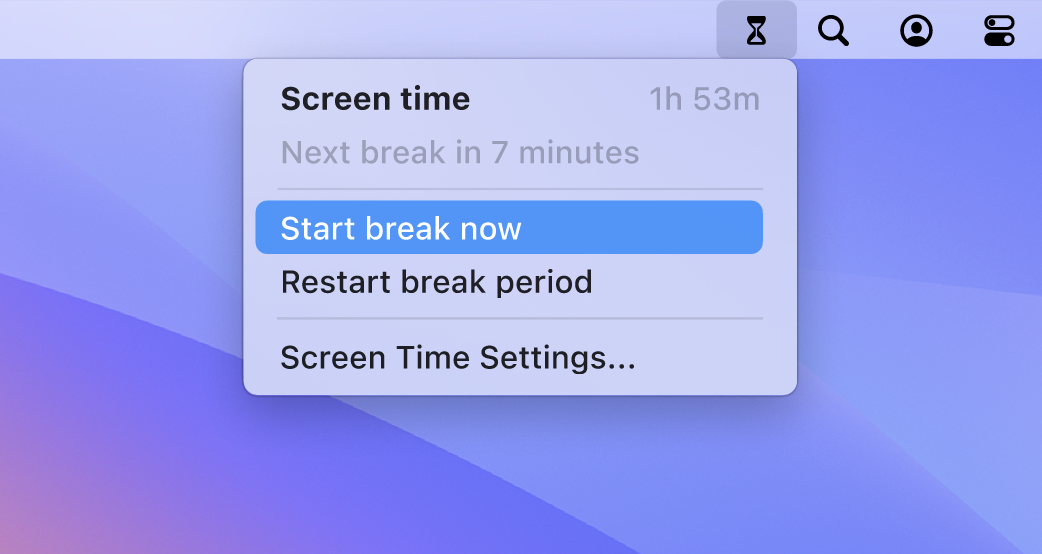 Screen time 1h 53m
Next break in 7 minutes
Start break now
Restart break period
Screen Time Settings...